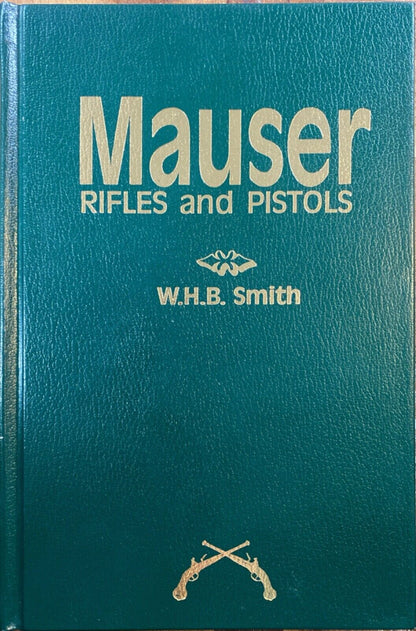 Mauser
RIFLES and PISTOLS
W.H.B. Smith